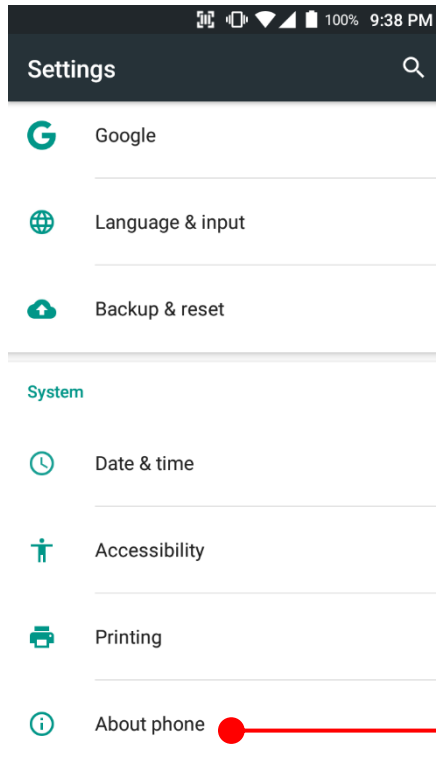 100% 9:38 PM
Settings
Google
Language & input
Backup & reset
System
Date & time
Accessibility
Printing
About phone